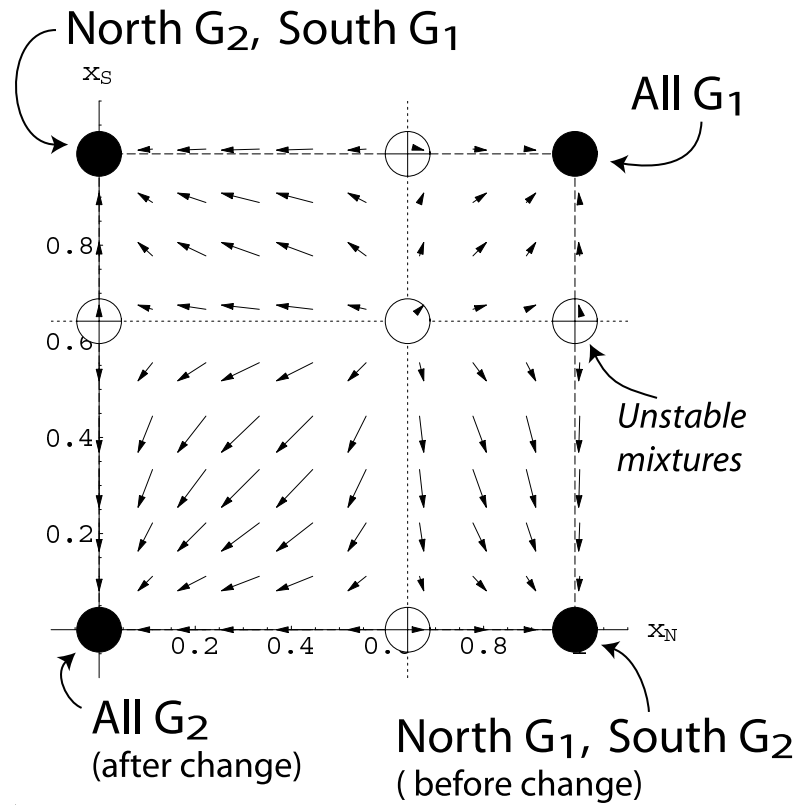 North G2, South G1
xS
All G1
0.8
0.6
Unstable
mixtures
0.4
0.2
0.2 0.4 0.8
xN
All G2
(after change)
North G1, South G2
( before change)